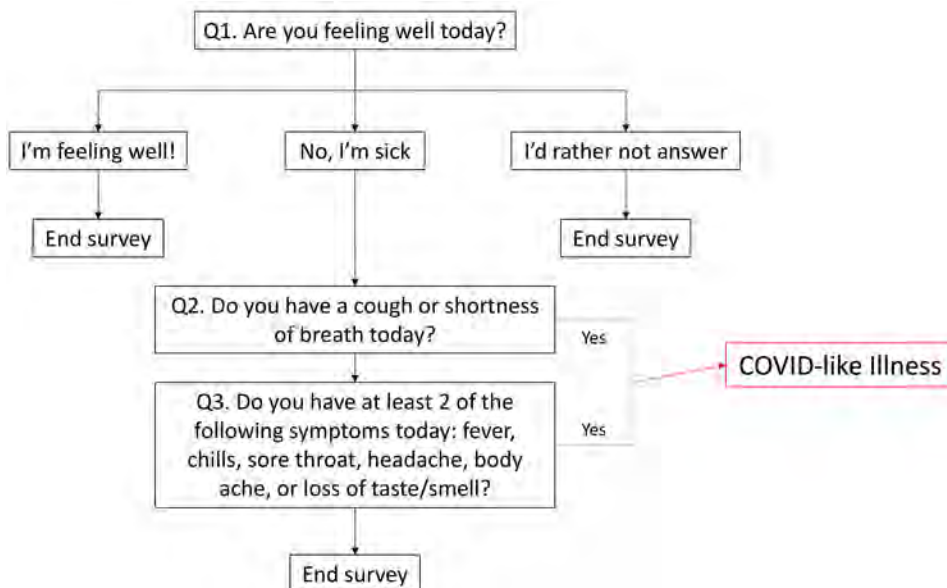 Q1. Are you feeling well today?
I'm feeling well!
No, I'm sick
I'd rather not answer
End survey
End survey
Q2. Do you have a cough or shortness
of breath today?
Yes
COVID-like Illness
Q3. Do you have at least 2 of the
following symptoms today: fever,
chills, sore throat, headache, body
ache, or loss of taste/smell?
Yes
End survey